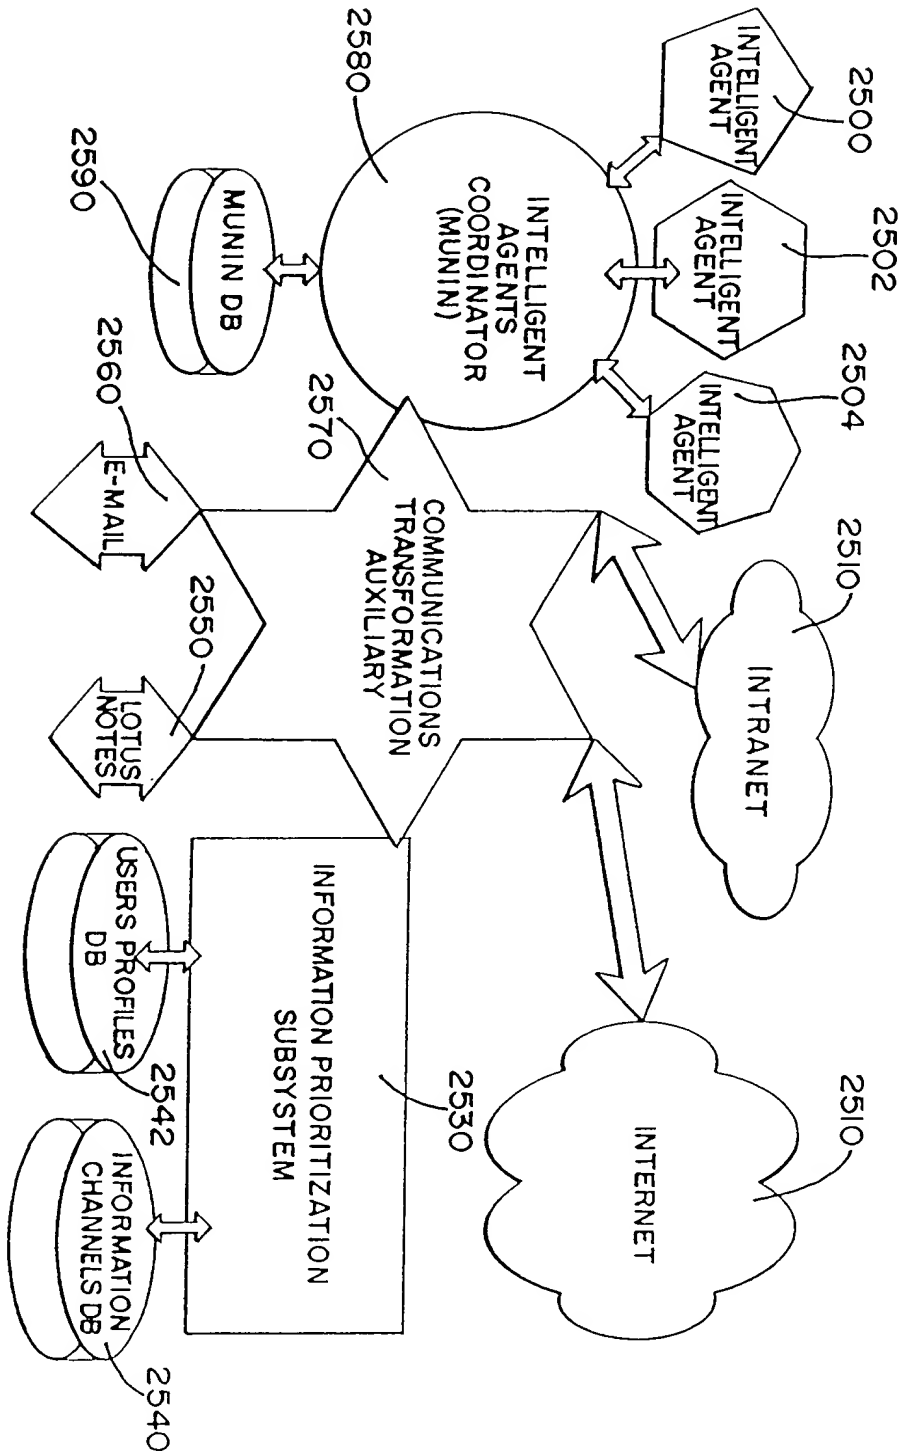 2500
INTELLIGENT
AGENT
2502
INTELLIGENT
AGENT
2504
INTELLIGENT
AGENT
2510
INTRANET
2510
INTERNET
2580
INTELLIGENT
AGENTS
COORDINATOR
(MUNIN)
2590
MUNIN DB
2570
COMMUNICATIONS
TRANSFORMATION
AUXILIARY
2560
E-MAIL
2550
LOTUS
NOTES
2530
INFORMATION PRIORITIZATION
SUBSYSTEM
USERS PROFILES
DB
2542
INFORMATION
CHANNELS DB
2540